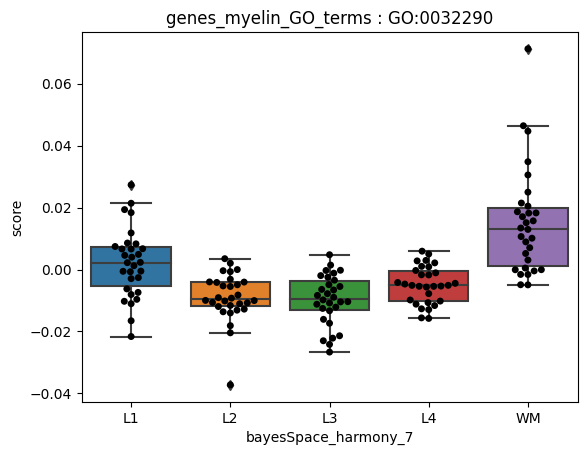 genes_myelin_GO_terms : GO:0032290
0.06
0.04
0.02
0.00
−0.02
−0.04
score
L1 L2 L3 L4 WM
bayesSpace_harmony_7